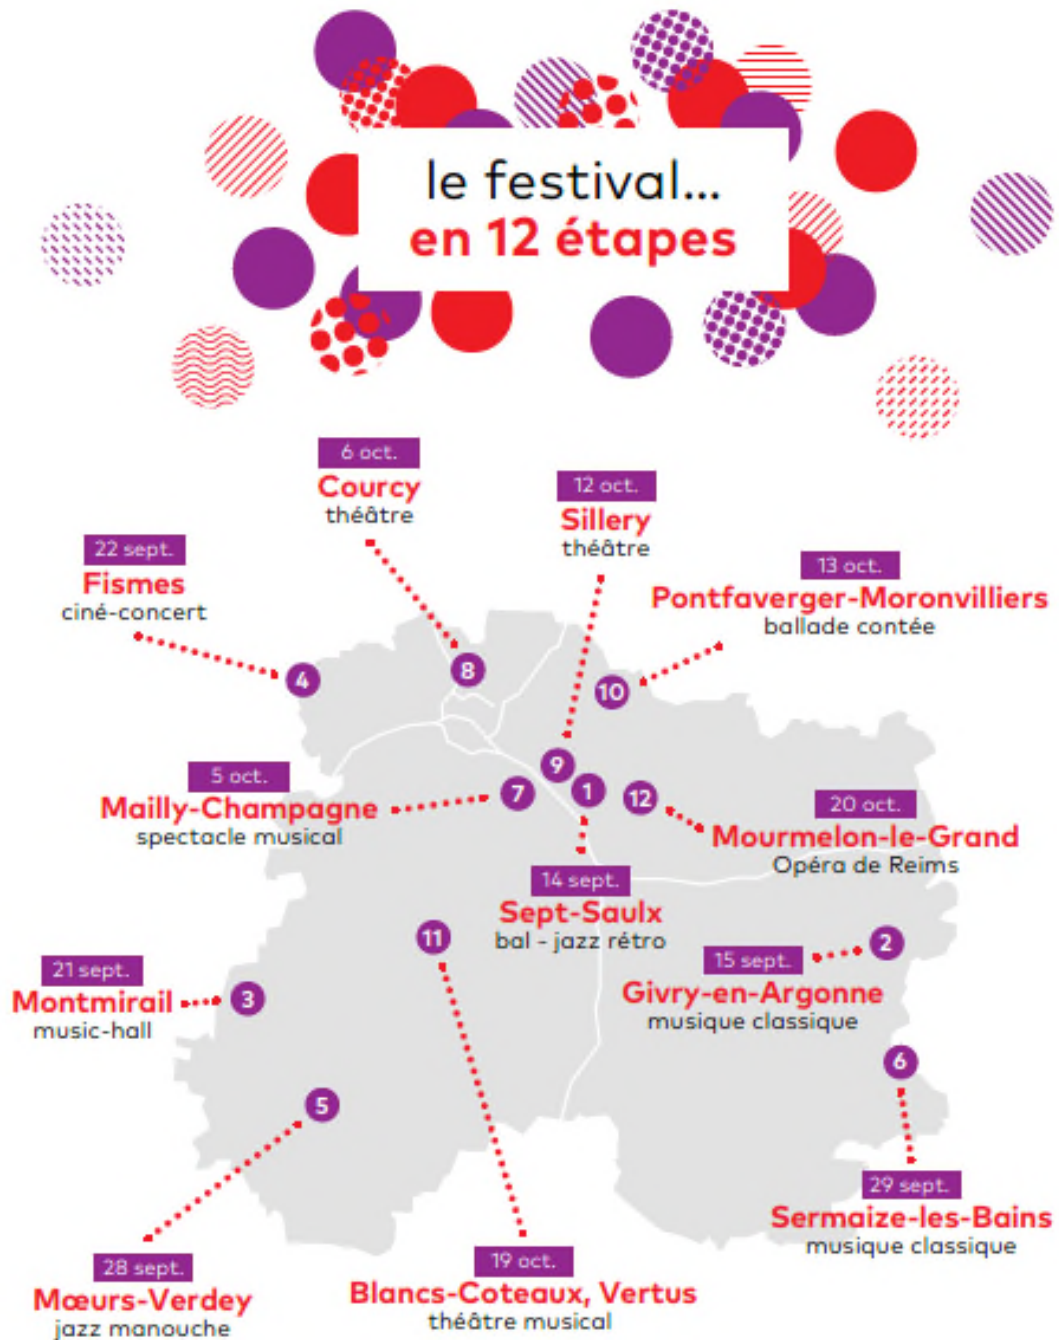 le festival...
en 12 étapes
6 oct.
Courcy
théâtre
12 oct.
Sillery
théâtre
22 sept.
Fismes
ciné-concert
13 oct.
Pontfaverger-Moronvilliers
ballade contée
8
4
10
9
5 oct.
Mailly-Champagne
spectacle musical
7
1
12
20 oct.
Mourmelon-le-Grand
Opéra de Reims
14 sept.
Sept-Saulx
bal - jazz rétro
11
2
15 sept.
Givry-en-Argonne
musique classique
21 sept.
Montmirail
music-hall
3
6
5
29 sept.
Sermaize-les-Bains
musique classique
28 sept.
Mœurs-Verdey
jazz manouche
19 oct.
Blancs-Coteaux, Vertus
théâtre musical